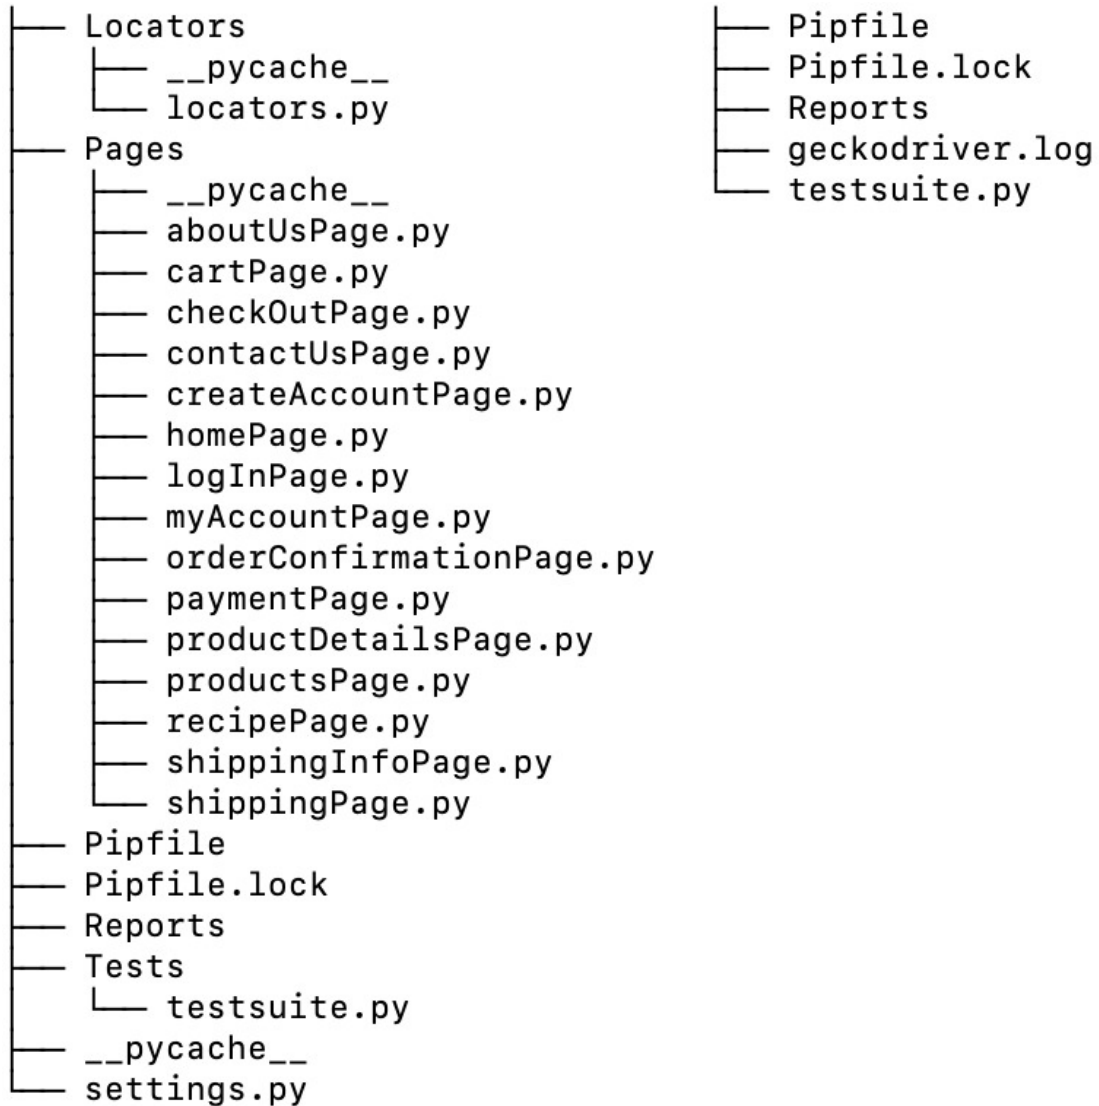 ├── Locators
│   ├── __pycache__
│   └── locators.py
├── Pages
│   ├── __pycache__
│   ├── aboutUsPage.py
│   ├── cartPage.py
│   ├── checkOutPage.py
│   ├── contactUsPage.py
│   ├── createAccountPage.py
│   ├── homePage.py
│   ├── logInPage.py
│   ├── myAccountPage.py
│   ├── orderConfirmationPage.py
│   ├── paymentPage.py
│   ├── productDetailsPage.py
│   ├── productsPage.py
│   ├── recipePage.py
│   ├── shippingInfoPage.py
│   └── shippingPage.py
├── Pipfile
├── Pipfile.lock
├── Reports
├── Tests
│   └── testsuite.py
├── __pycache__
└── settings.py
├── Pipfile
├── Pipfile.lock
├── Reports
├── geckodriver.log
└── testsuite.py